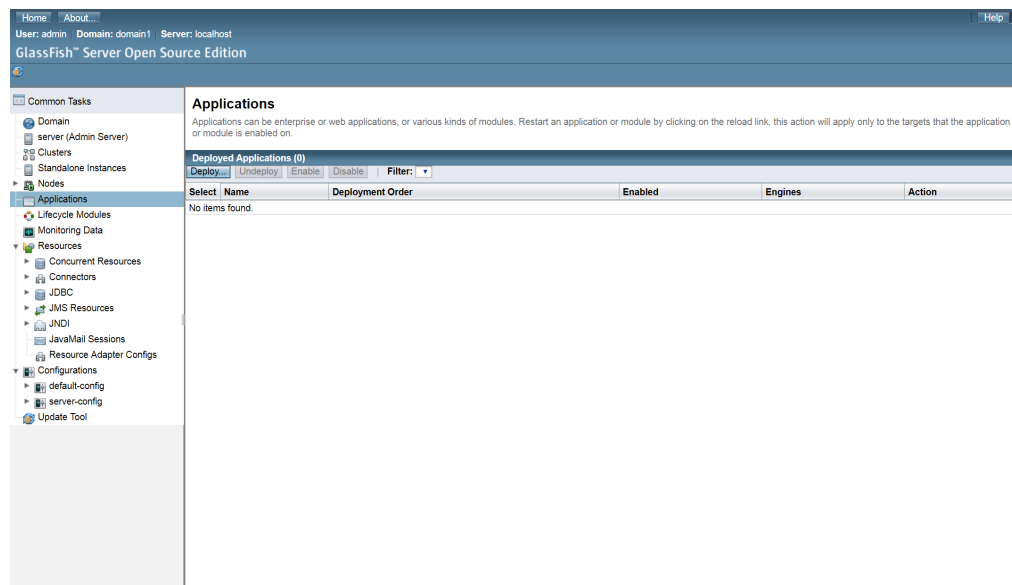 Home About... Help
User: admin Domain: domain1 Server: localhost
GlassFish™ Server Open Source Edition
Common Tasks
Domain
server (Admin Server)
Clusters
Standalone Instances
Nodes
Applications
Lifecycle Modules
Monitoring Data
Resources
Concurrent Resources
Connectors
JDBC
JMS Resources
JNDI
JavaMail Sessions
Resource Adapter Configs
Configurations
default-config
server-config
Update Tool
Applications
Applications can be enterprise or web applications, or various kinds of modules. Restart an application or module by clicking on the reload link, this action will apply only to the targets that the application
or module is enabled on.
Deployed Applications (0)
Deploy... Undeploy Enable Disable | Filter:
Select Name Deployment Order Enabled Engines Action
No items found.